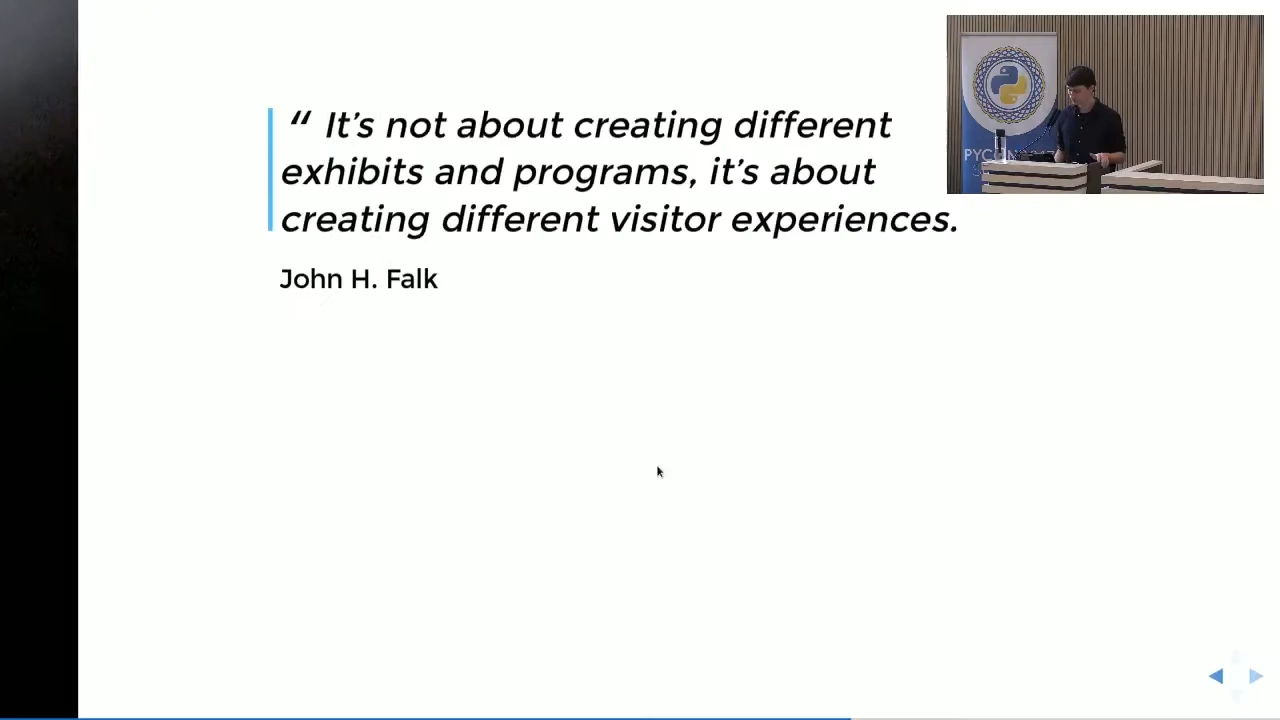 “ It’s not about creating different
exhibits and programs, it’s about
creating different visitor experiences.
John H. Falk